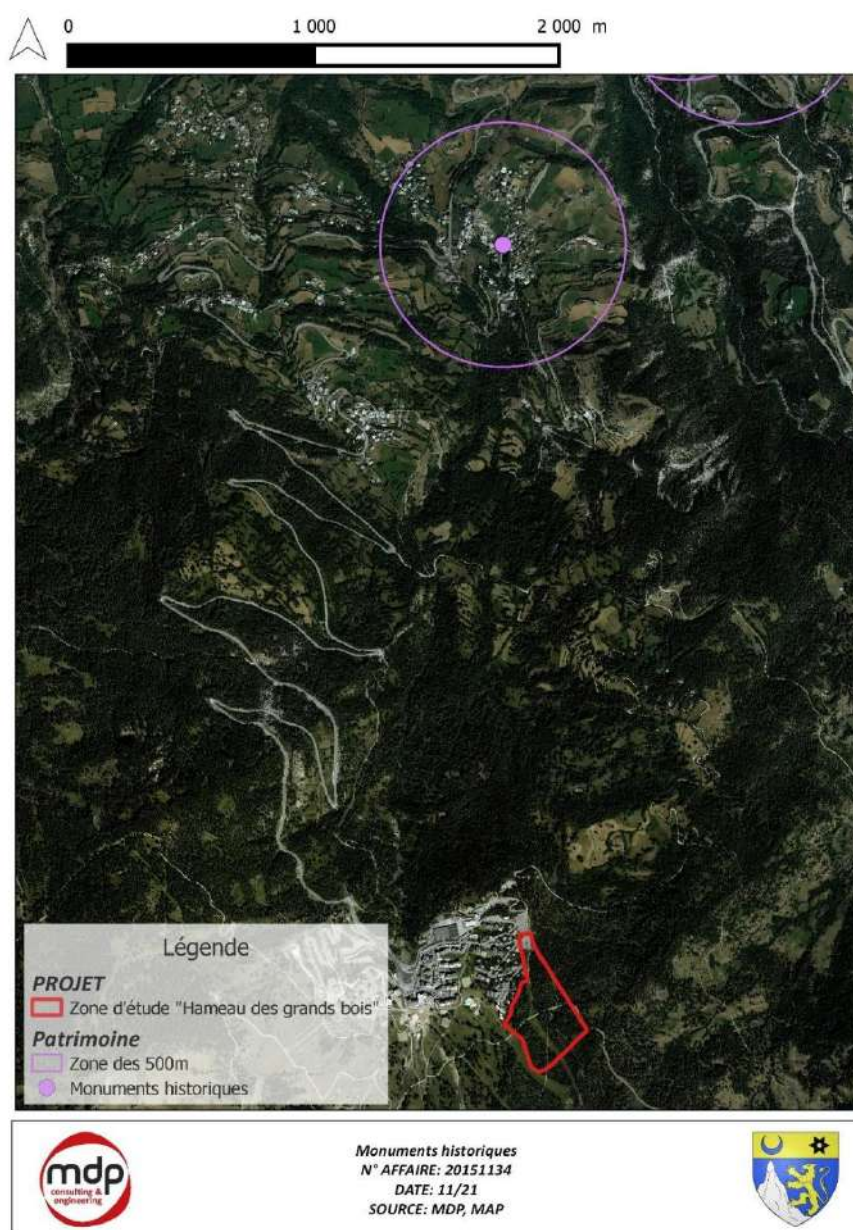 0 1 000 2 000 m
Légende
PROJET
Zone d'étude "Hameau des grands bois"
Patrimoine
Zone des 500m
Monuments historiques
mdp
consulting &
engineering
Monuments historiques
N° AFFAIRE: 20151134
DATE: 11/21
SOURCE: MDP, MAP